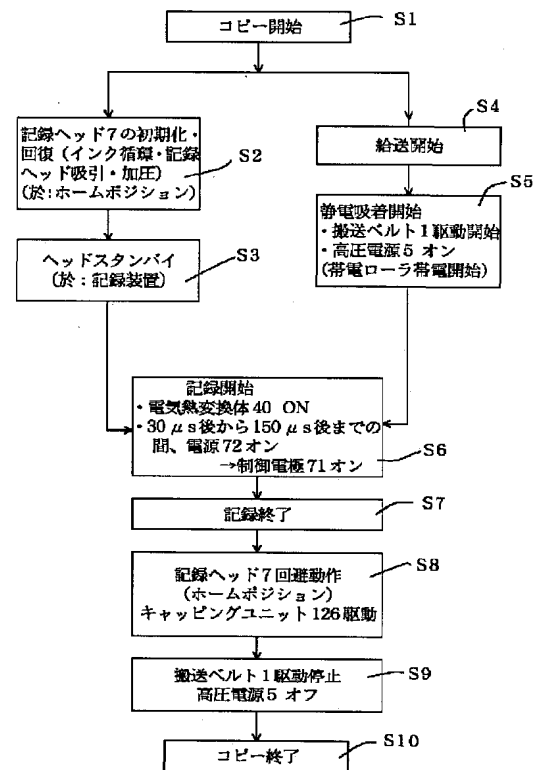 コピー開始
S1
記録ヘッド7の初期化・
回復(インク循環・記録
ヘッド吸引・加圧)
(於:ホームポジション)
S2
ヘッドスタンバイ
(於:記録装置)
S3
S4
給送開始
S5
静電吸着開始
・搬送ベルト1駆動開始
・高圧電源5 オン
(帯電ローラ帯電開始)
記録開始
・電気熱変換体40 ON
・30 μs後から150 μs後までの
間、電源72オン
→制御電極71オン
S6
記録終了
S7
記録ヘッド7回避動作
(ホームポジション)
キャッピングユニット126駆動
S8
搬送ベルト1駆動停止
高圧電源5 オフ
S9
コピー終了
S10